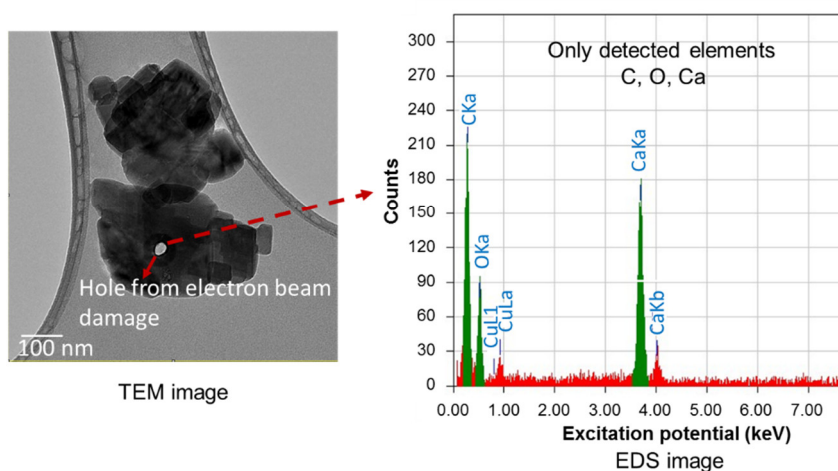 Hole from electron beam
damage
100 nm
TEM image
300
270
240
210
180
150
120
90
60
30
0
Counts
Only detected elements
C, O, Ca
CKa
OKa
CuL1
CuLa
CaKa
CaKb
0.00 1.00 2.00 3.00 4.00 5.00 6.00 7.00
Excitation potential (keV)
EDS image